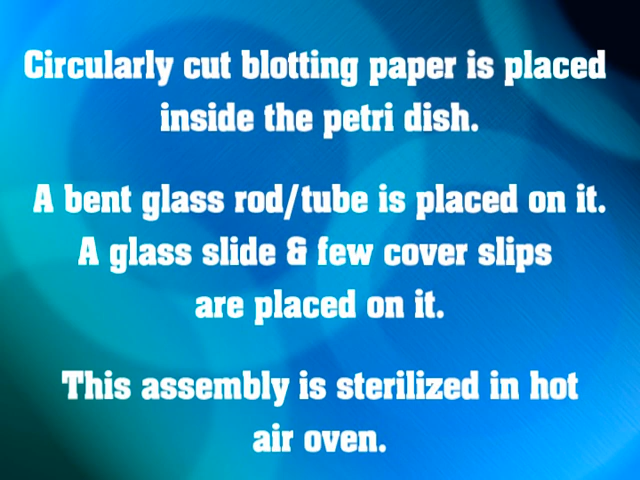 Circularly cut blotting paper is placed
inside the petri dish.
A bent glass rod/tube is placed on it.
A glass slide & few cover slips
are placed on it.
This assembly is sterilized in hot
air oven.